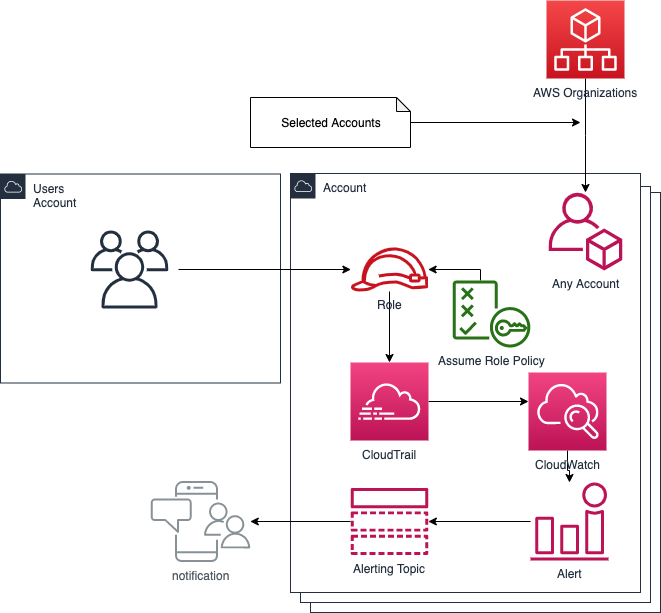 AWS Organizations
Selected Accounts
Users
Account
Account
Any Account
Role
Assume Role Policy
CloudTrail
CloudWatch
notification
Alerting Topic
Alert